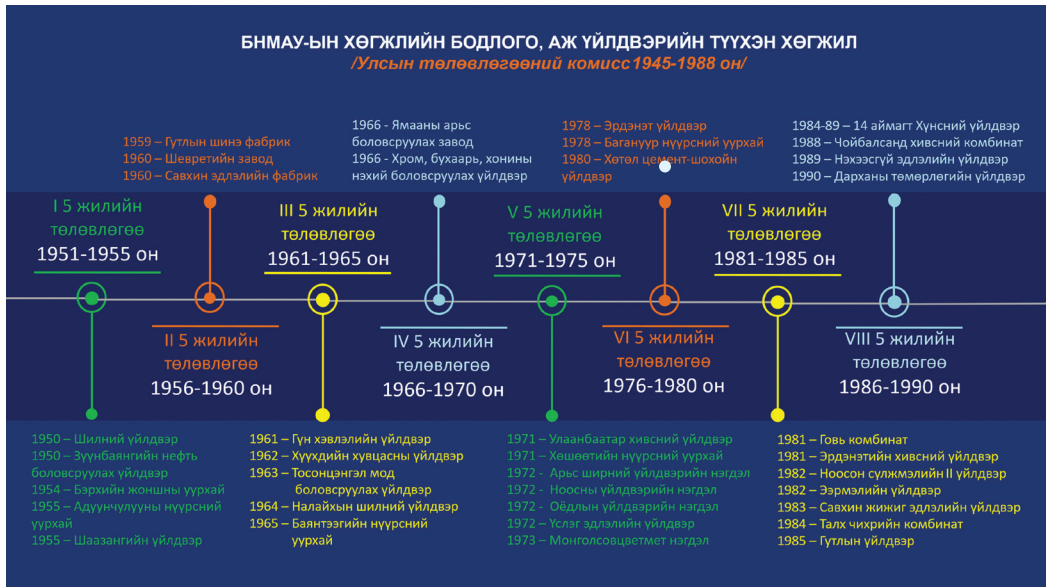 БНМАУ-ЫН ХӨГЖЛИЙН БОДЛОГО, АЖ ҮЙЛДВЭРИЙН ТҮҮХЭН ХӨГЖИЛ
/Улсын төлөвлөгөөний комисс1945-1988 он/
1959 – Гутлын шинэ фабрик
1960 – Шевретийн завод
1960 – Савхин эдлэлийн фабрик
1966 - Ямааны арьс
боловсруулах завод
1966 - Хром, бухаарь, хонины
нэхий боловсруулах үйлдвэр
1978 – Эрдэнэт үйлдвэр
1978 – Багануур нүүрсний уурхай
1980 – Хөтөл цемент-шохойн
үйлдвэр
1984-89 – 14 аймагт Хүнсний үйлдвэр
1988 – Чойбалсанд хивсний комбинат
1989 – Нэхээсгүй эдлэлийн үйлдвэр
1990 – Дарханы төмөрлөгийн үйлдвэр
I 5 жилийн
төлөвлөгөө
1951-1955 он
III 5 жилийн
төлөвлөгөө
1961-1965 он
V 5 жилийн
төлөвлөгөө
1971-1975 он
VII 5 жилийн
төлөвлөгөө
1981-1985 он
II 5 жилийн
төлөвлөгөө
1956-1960 он
IV 5 жилийн
төлөвлөгөө
1966-1970 он
VI 5 жилийн
төлөвлөгөө
1976-1980 он
VIII 5 жилийн
төлөвлөгөө
1986-1990 он
1950 – Шилний үйлдвэр
1950 – Зүүнбаянгийн нефть
боловсруулах үйлдвэр
1954 – Бэрхийн жоншны уурхай
1955 – Адуунчулууны нүүрсний
уурхай
1955 – Шаазангийн үйлдвэр
1961 – Гүн хэвлэлийн үйлдвэр
1962 – Хүүхдийн хувцасны үйлдвэр
1963 – Тосонцэнгэл мод
боловсруулах үйлдвэр
1964 – Налайхын шилний үйлдвэр
1965 – Баянтээгийн нүүрсний
уурхай
1971 – Улаанбаатар хивсний үйлдвэр
1971 – Хөшөөтийн нүүрсний уурхай
1972 - Арьс ширний үйлдвэрийн нэгдэл
1972 - Ноосны үйлдвэрийн нэгдэл
1972 - Оёдлын үйлдвэрийн нэгдэл
1972 – Үслэг эдлэлийн үйлдвэр
1973 – Монголсовцветмет нэгдэл
1981 – Говь комбинат
1981 – Эрдэнэтийн хивсний үйлдвэр
1982 – Ноосон сүлжмэлийн II үйлдвэр
1982 – Ээрмэлийн үйлдвэр
1983 – Савхин жижиг эдлэлийн үйлдвэр
1984 – Талх чихрийн комбинат
1985 – Гутлын үйлдвэр